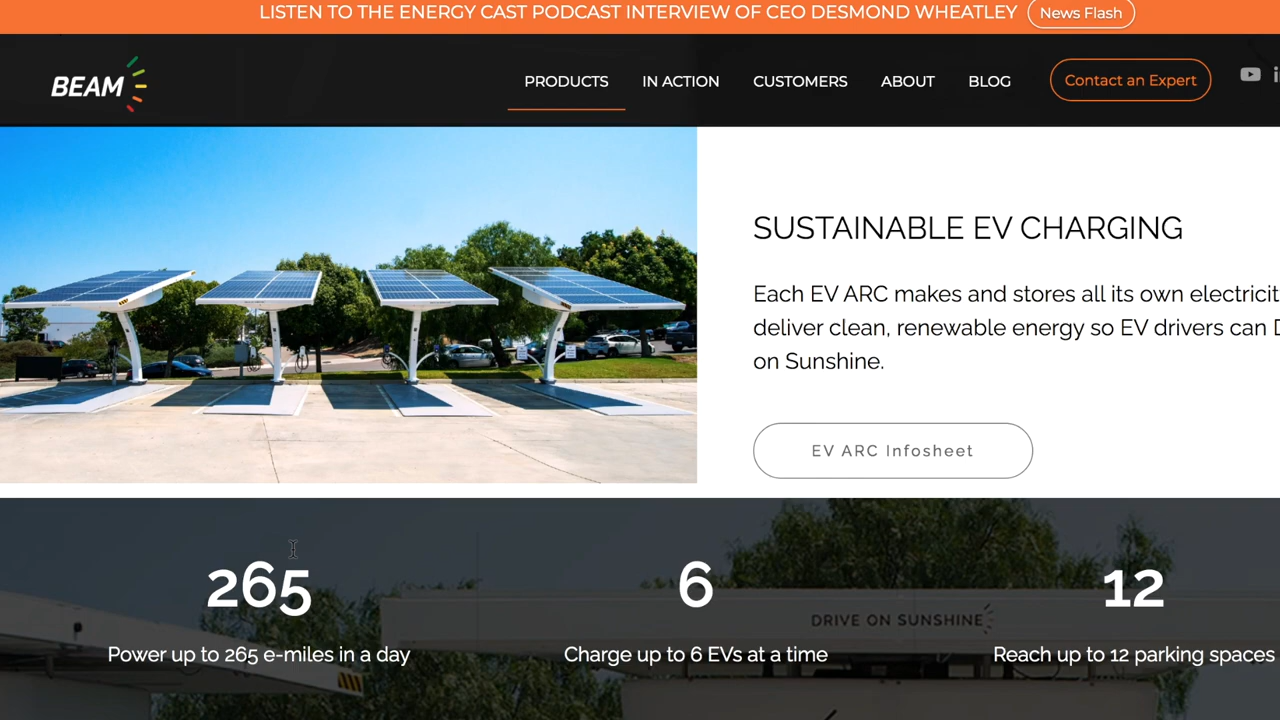 LISTEN TO THE ENERGY CAST PODCAST INTERVIEW OF CEO DESMOND WHEATLEY News Flash
BEAM PRODUCTS IN ACTION CUSTOMERS ABOUT BLOG Contact an Expert
SUSTAINABLE EV CHARGING
Each EV ARC makes and stores all its own electricit
deliver clean, renewable energy so EV drivers can D
on Sunshine.
EV ARC Infosheet
265 6 12
DRIVE ON SUNSHINE
Power up to 265 e-miles in a day Charge up to 6 EVs at a time Reach up to 12 parking spaces